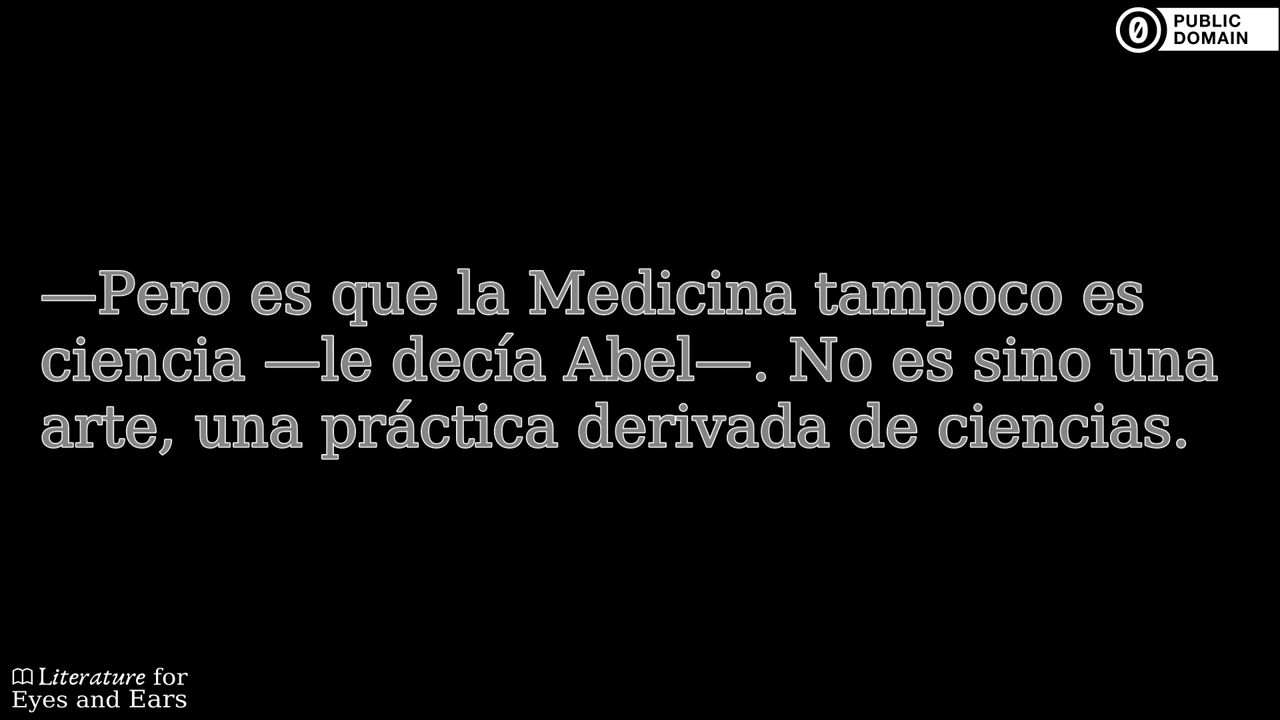 PUBLIC
DOMAIN
—Pero es que la Medicina tampoco es
ciencia —le decía Abel—. No es sino una
arte, una práctica derivada de ciencias.
Literature for
Eyes and Ears